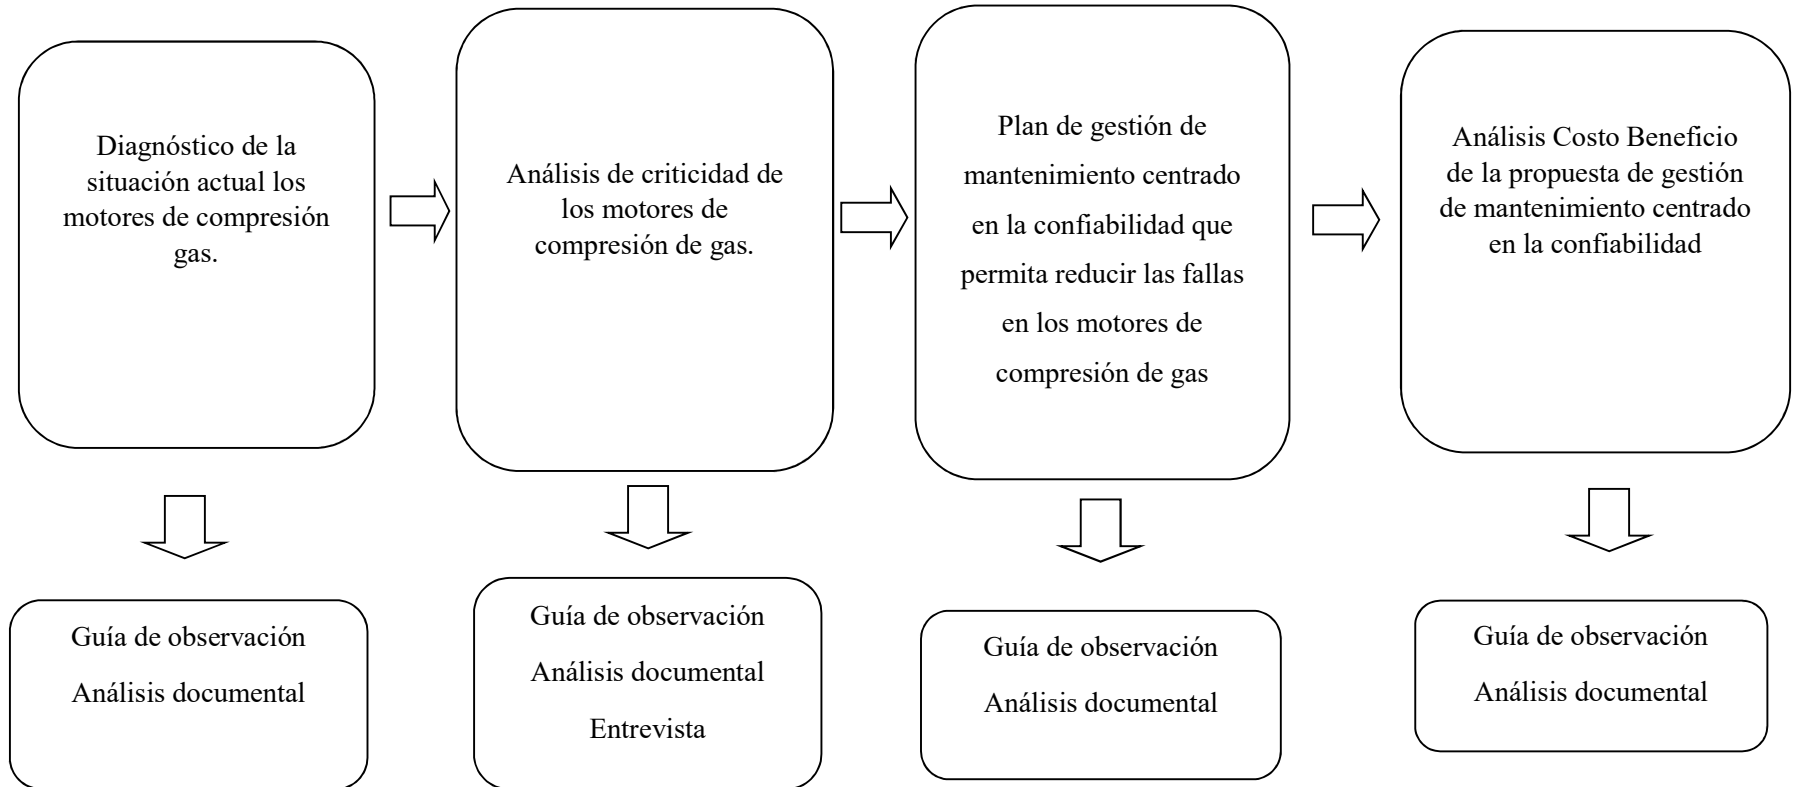 Diagnóstico de la
situación actual los
motores de compresión
gas.
Análisis de criticidad de
los motores de
compresión de gas.
Plan de gestión de
mantenimiento centrado
en la confiabilidad que
permita reducir las fallas
en los motores de
compresión de gas
Análisis Costo Beneficio
de la propuesta de gestión
de mantenimiento centrado
en la confiabilidad
Guía de observación
Análisis documental
Guía de observación
Análisis documental
Entrevista
Guía de observación
Análisis documental
Guía de observación
Análisis documental